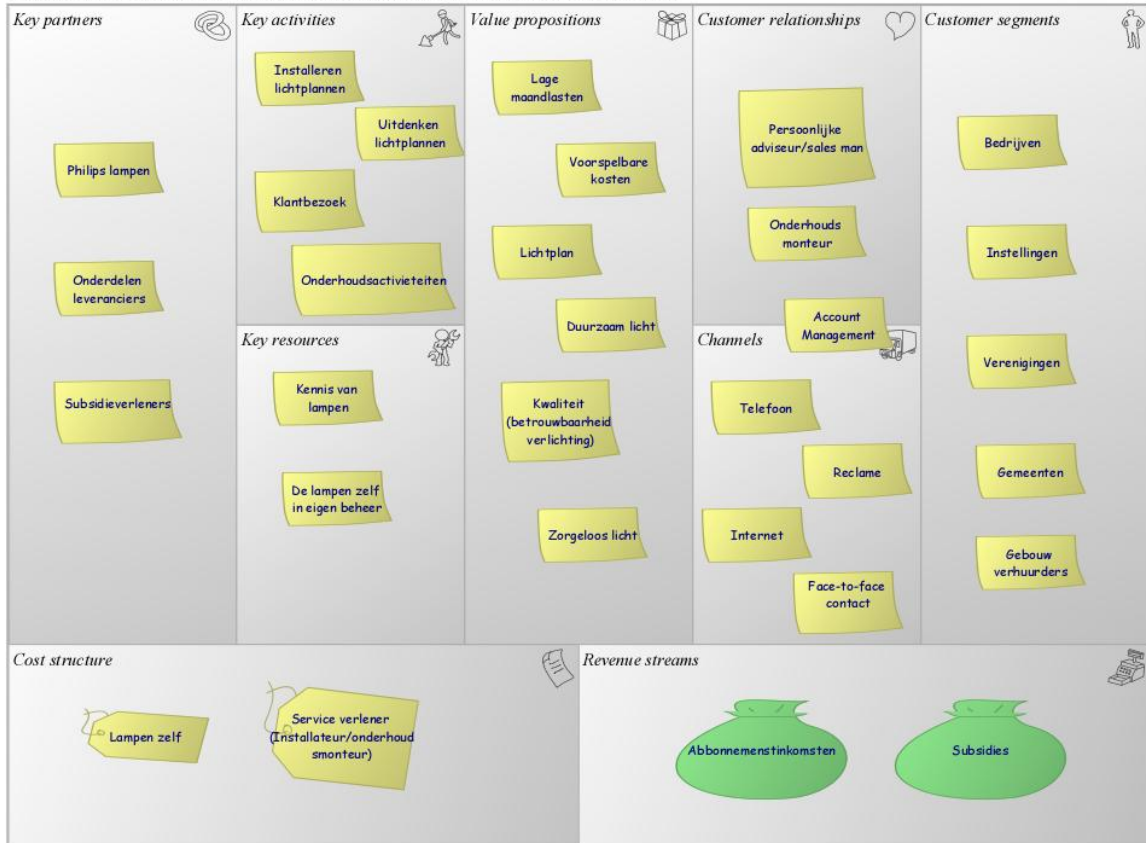 Key partners
Philips lampen
Onderdelen
leveranciers
Subsidieverleners
Key activities
Installeren
lichtplannen
Uitdenken
lichtplannen
Klantbezoek
Onderhoudsactivieteiten
Key resources
Kennis van
lampen
De lampen zelf
in eigen beheer
Value propositions
Lage
maandlasten
Voorspelbare
kosten
Lichtplan
Duurzaam licht
Kwaliteit
(betrouwbaarheid
verlichting)
Zorgeloos licht
Customer relationships
Persoonlijke
adviseur/sales man
Onderhouds
monteur
Account
Management
Channels
Telefoon
Reclame
Internet
Face-to-face
contact
Customer segments
Bedrijven
Instellingen
Verenigingen
Gemeenten
Gebouw
verhuurders
Cost structure
Lampen zelf
Service verlener
(Installateur/onderhoud
smonteur)
Revenue streams
Abbonnemenstinkomsten
Subsidies